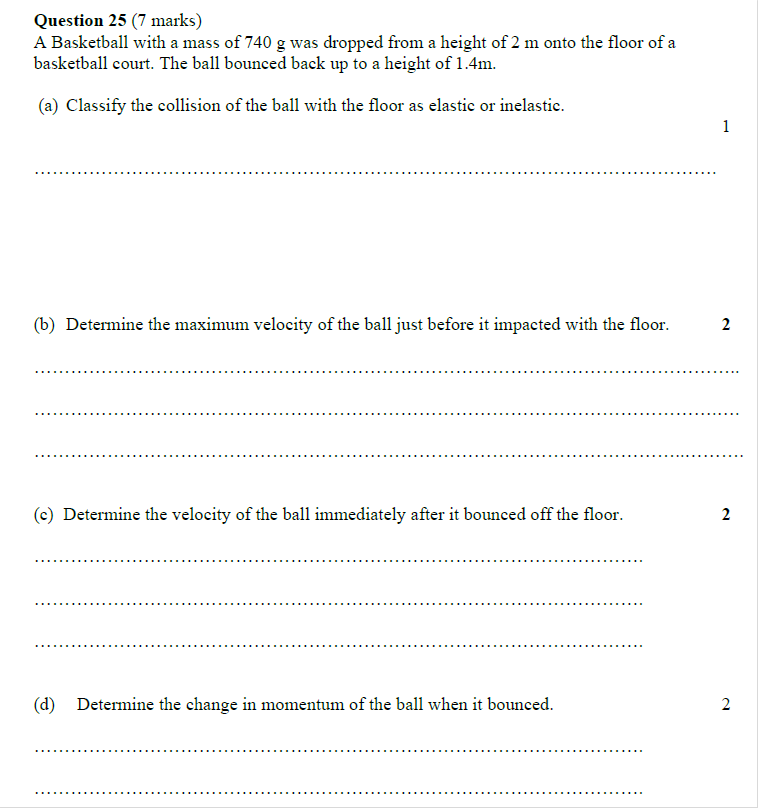 Question 25 (7 marks)
A Basketball with a mass of 740 g was dropped from a height of 2 m onto the floor of a
basketball court. The ball bounced back up to a height of 1.4m.
(a) Classify the collision of the ball with the floor as elastic or inelastic.
1
(b) Determine the maximum velocity of the ball just before it impacted with the floor. 2
(c) Determine the velocity of the ball immediately after it bounced off the floor. 2
(d) Determine the change in momentum of the ball when it bounced. 2